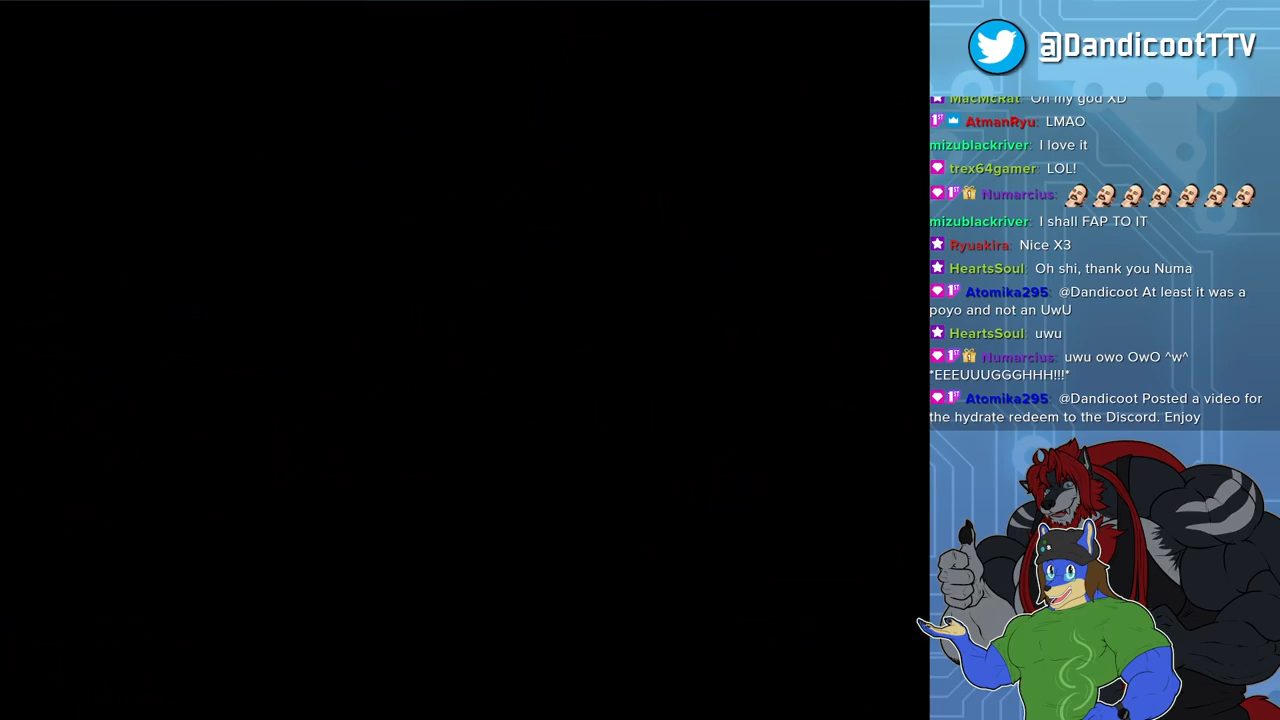 @DandicootTTV
MacMcRat: Oh my god XD
AtmanRyu: LMAO
mizublackriver: I love it
trex64gamer: LOL!
Numarcius:
mizublackriver: I shall FAP TO IT
Ryuakira: Nice X3
HeartsSoul: Oh shi, thank you Numa
Atomika295: @Dandicoot At least it was a
poyo and not an UwU
HeartsSoul: uwu
Numarcius: uwu owo OwO ^w^
*EEEUUUGGGHHH!!!*
Atomika295: @Dandicoot Posted a video for
the hydrate redeem to the Discord. Enjoy